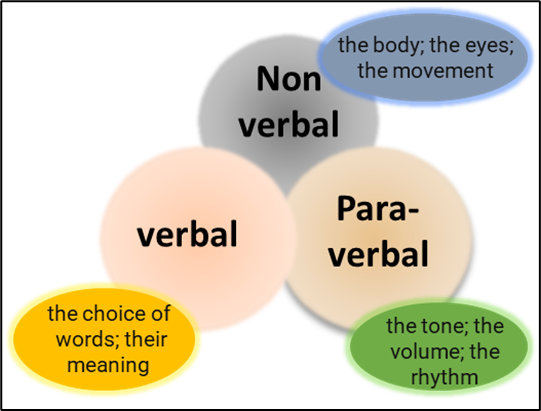 the body; the eyes;
the movement
Non
verbal
verbal
Para-
verbal
the choice of
words; their
meaning
the tone; the
volume; the
rhythm